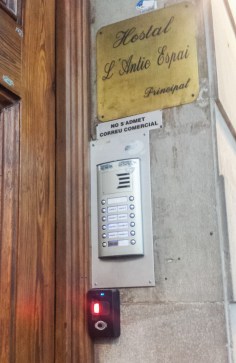 Hostal
L'Antic Espai
Principal
NO S'ADMET
CORREU COMERCIAL